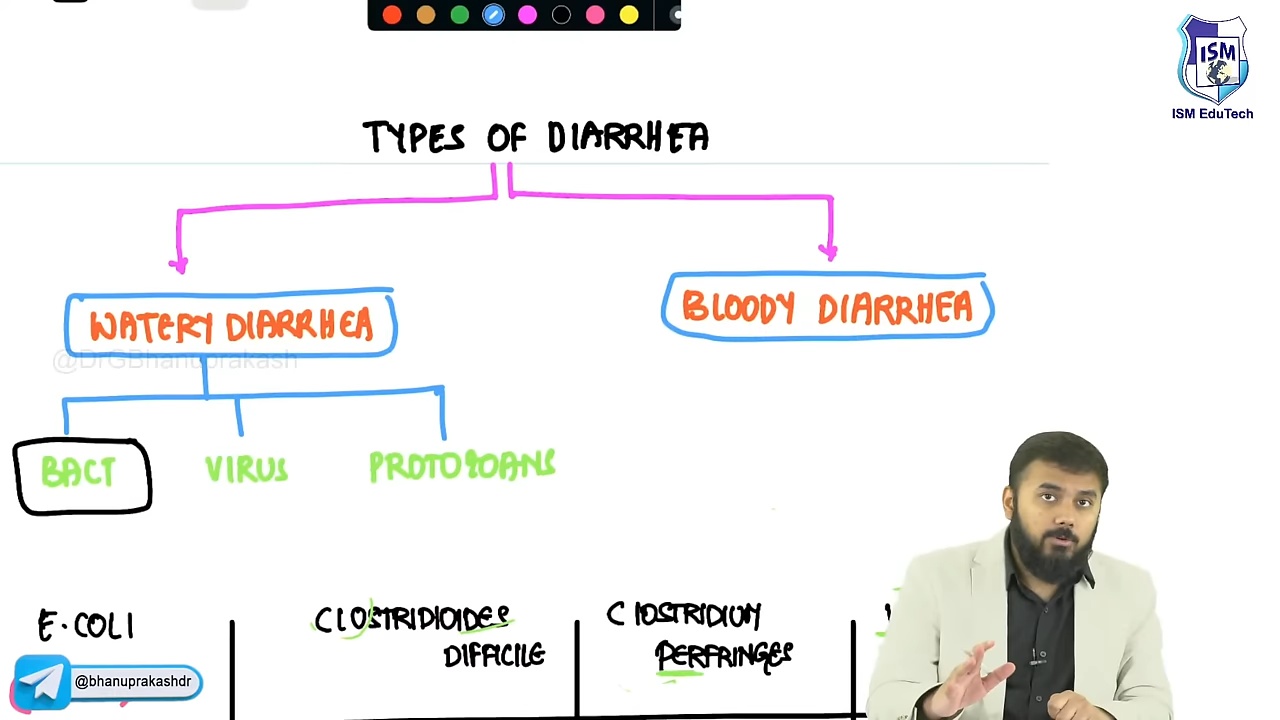 ISM
ISM EduTech
TYPES OF DIARRHEA
WATERY DIARRHEA
BLOODY DIARRHEA
@DrGBhanuprakash
BACT
VIRUS
PROTOZOANS
E. COLI
CLOSTRIDIOIDES
DIFFICILE
CLOSTRIDIUM
PERFRINGES
@bhanuprakashdr